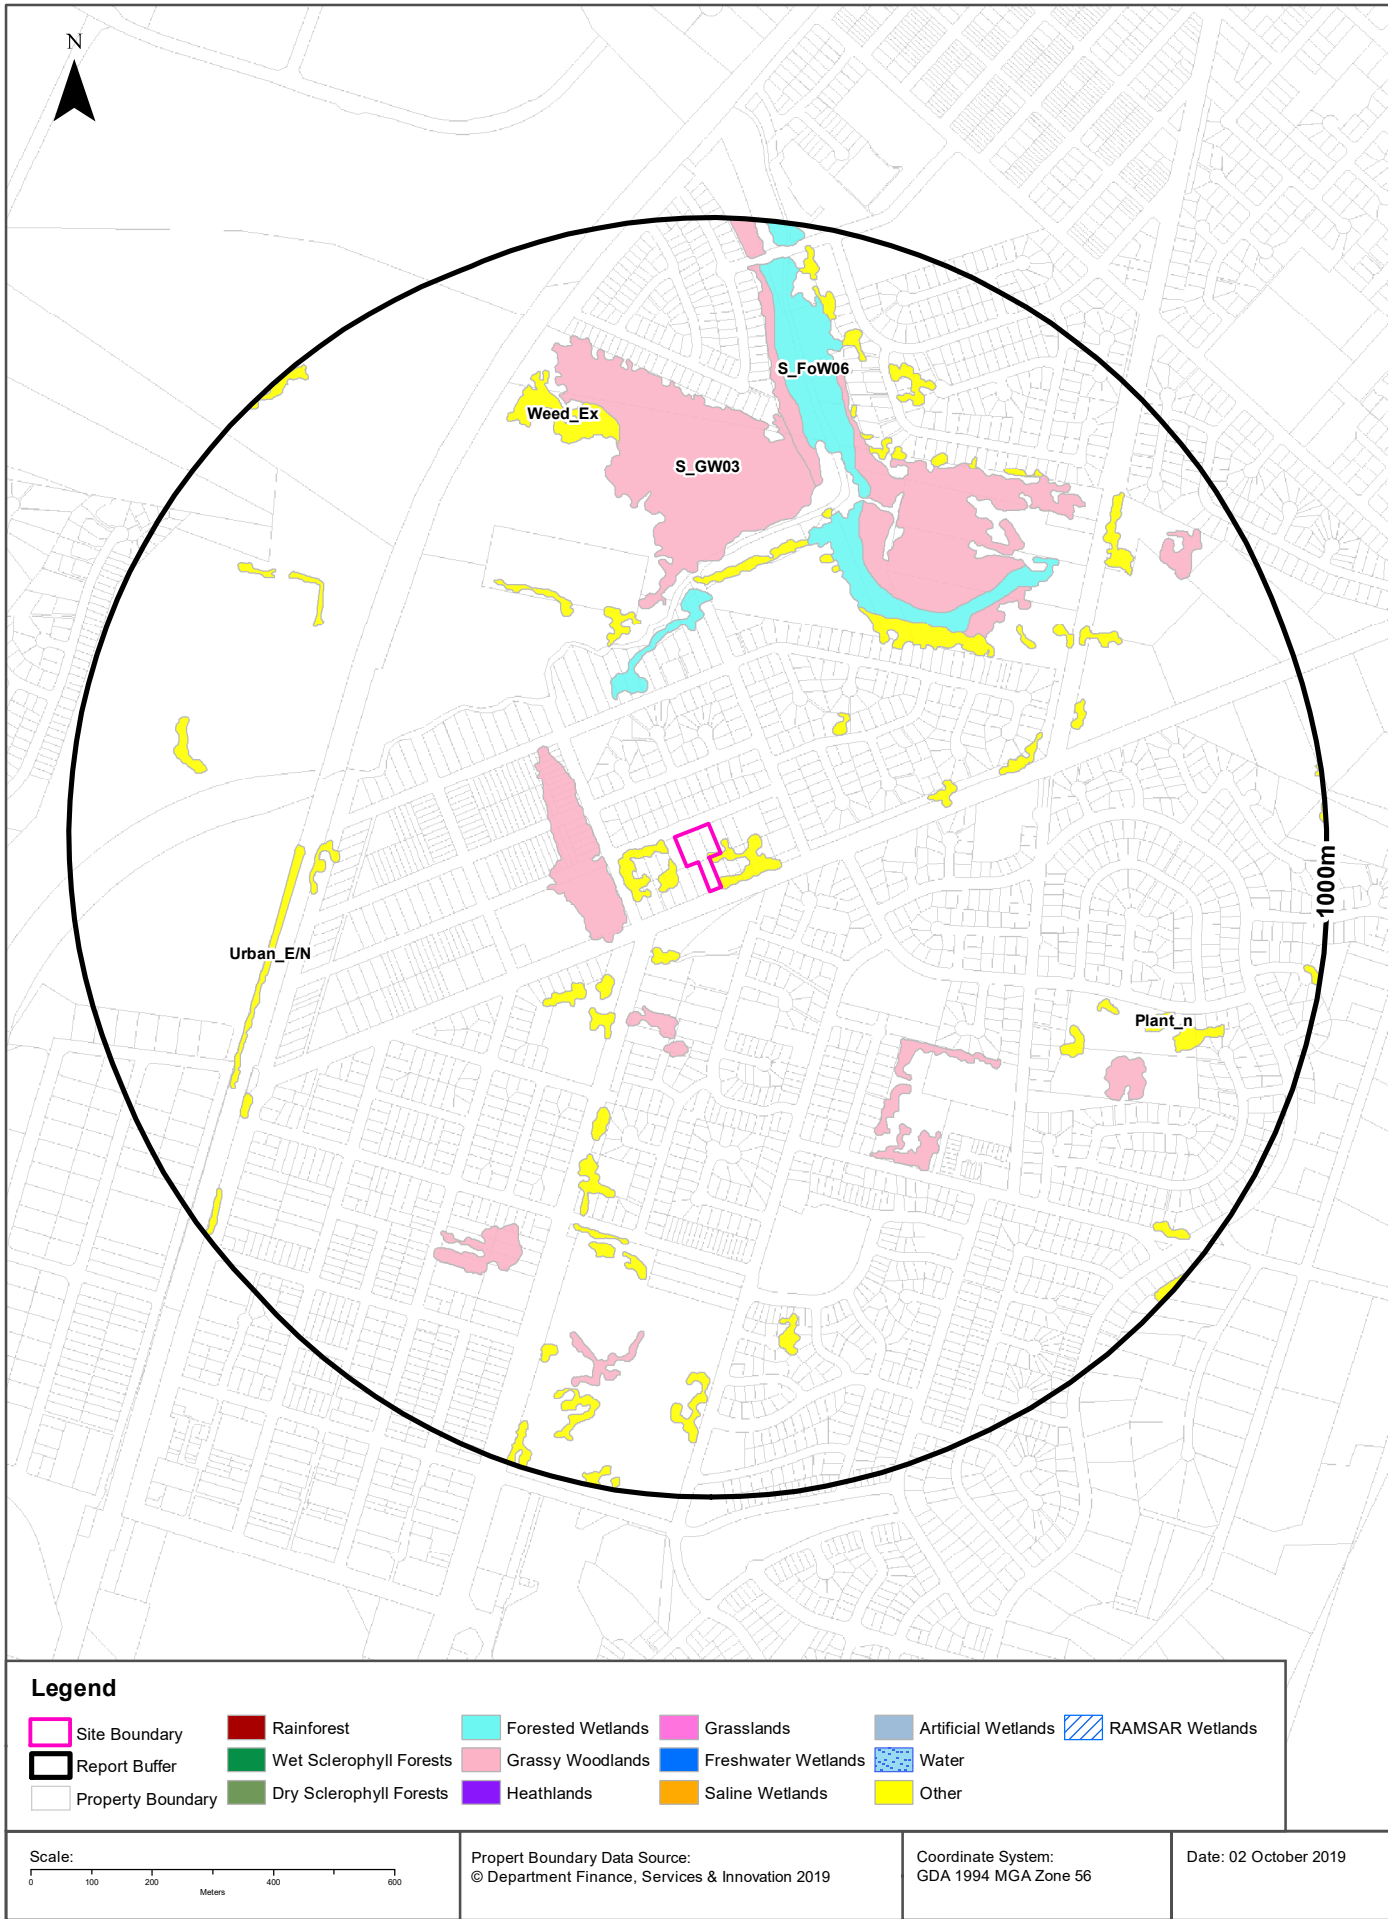 N
S_FoW06
Weed_Ex
S_GW03
1000m
Urban_E/N
Plant_n
Legend
Site Boundary
Report Buffer
Property Boundary
Rainforest
Wet Sclerophyll Forests
Dry Sclerophyll Forests
Forested Wetlands
Grassy Woodlands
Heathlands
Grasslands
Freshwater Wetlands
Saline Wetlands
Artificial Wetlands
Water
Other
RAMSAR Wetlands
Scale:
0 100 200 400 600
Meters
Propert Boundary Data Source:
© Department Finance, Services & Innovation 2019
Coordinate System:
GDA 1994 MGA Zone 56
Date: 02 October 2019